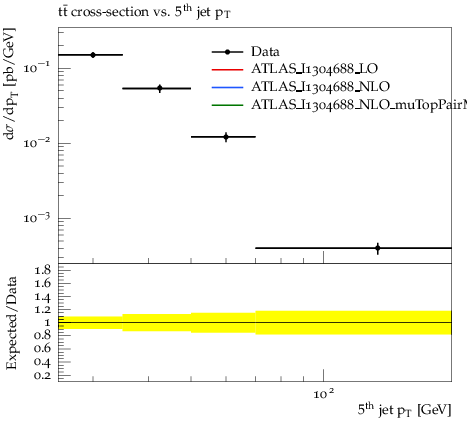 tt̄ cross-section vs. 5th jet pT
dσ/dpT [pb/GeV]
Data
ATLAS_I1304688_LO
ATLAS_I1304688_NLO
ATLAS_I1304688_NLO_muTopPairM
10−1
10−2
10−3
Expected/Data
1.8
1.6
1.4
1.2
1
0.8
0.6
0.4
0.2
10 2
5th jet pT [GeV]